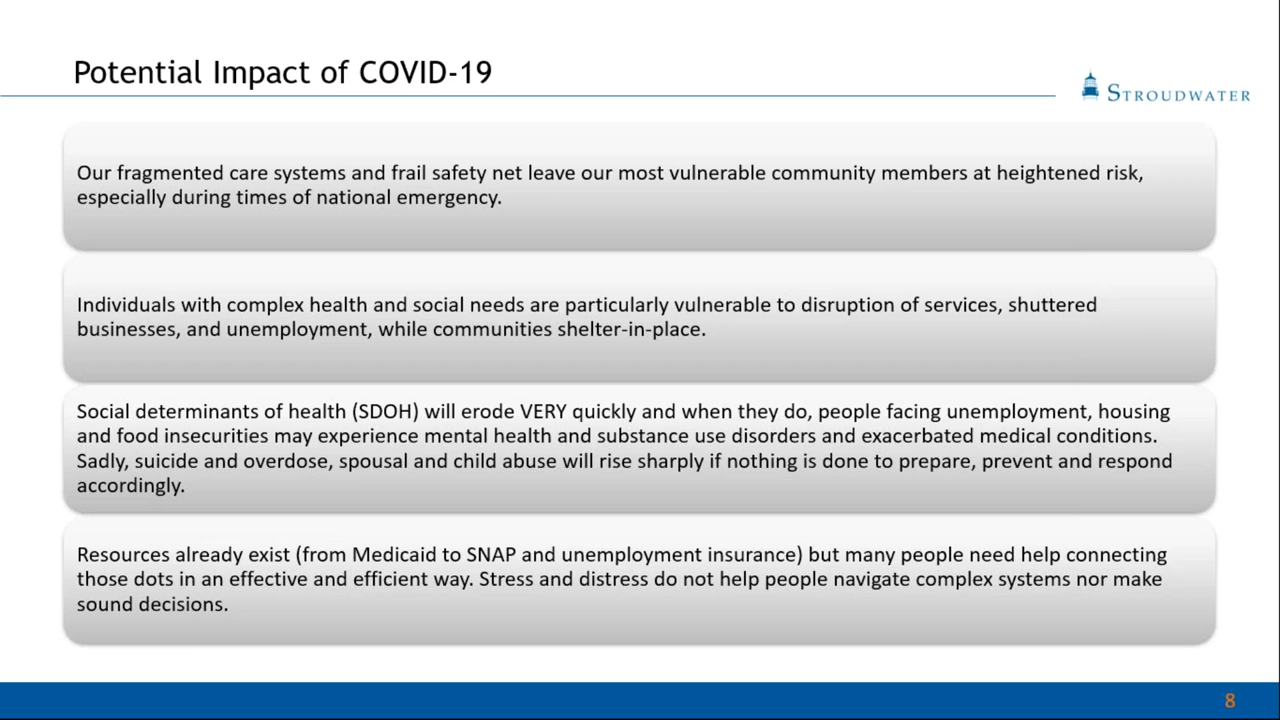 Potential Impact of COVID-19
STROUDWATER
Our fragmented care systems and frail safety net leave our most vulnerable community members at heightened risk,
especially during times of national emergency.
Individuals with complex health and social needs are particularly vulnerable to disruption of services, shuttered
businesses, and unemployment, while communities shelter-in-place.
Social determinants of health (SDOH) will erode VERY quickly and when they do, people facing unemployment, housing
and food insecurities may experience mental health and substance use disorders and exacerbated medical conditions.
Sadly, suicide and overdose, spousal and child abuse will rise sharply if nothing is done to prepare, prevent and respond
accordingly.
Resources already exist (from Medicaid to SNAP and unemployment insurance) but many people need help connecting
those dots in an effective and efficient way. Stress and distress do not help people navigate complex systems nor make
sound decisions.
8